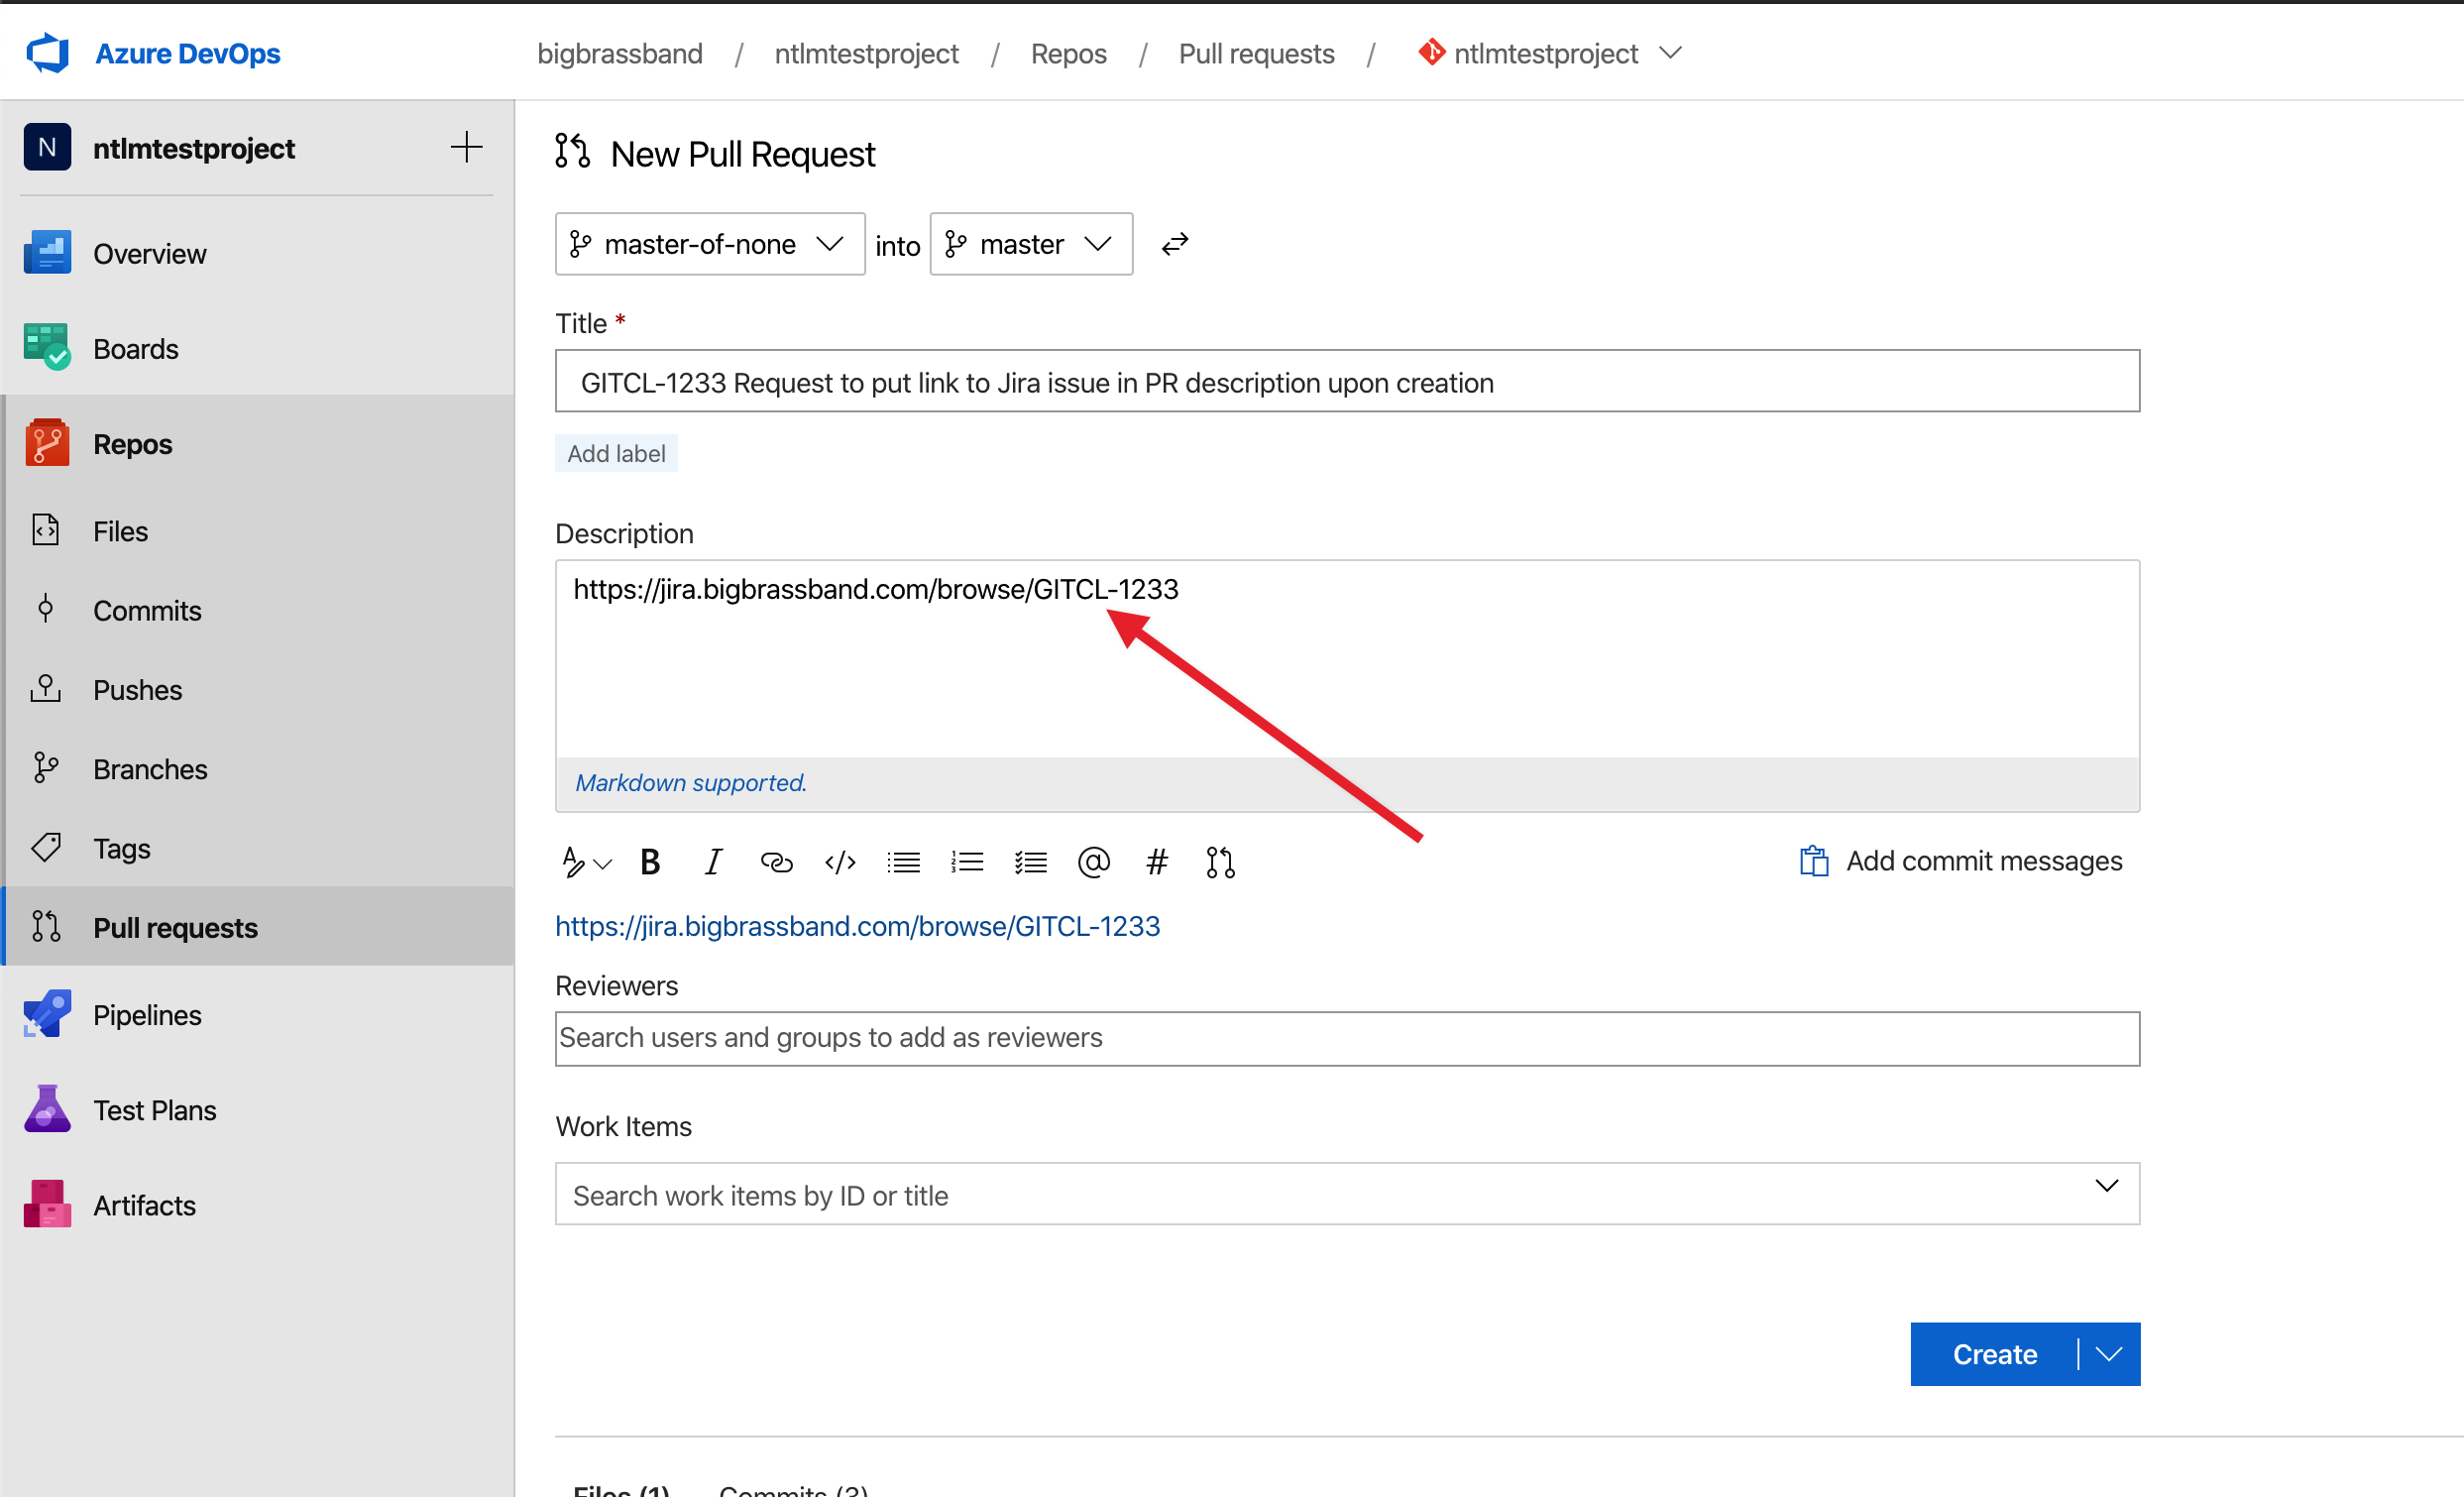 Azure DevOps
bigbrassband / ntlmtestproject / Repos / Pull requests / ntlmtestproject
N ntlmtestproject
Overview
Boards
Repos
Files
Commits
Pushes
Branches
Tags
Pull requests
Pipelines
Test Plans
Artifacts
New Pull Request
master-of-none into master
Title *
GITCL-1233 Request to put link to Jira issue in PR description upon creation
Add label
Description
https://jira.bigbrassband.com/browse/GITCL-1233
Markdown supported.
B I </> @ #
Add commit messages
https://jira.bigbrassband.com/browse/GITCL-1233
Reviewers
Search users and groups to add as reviewers
Work Items
Search work items by ID or title
Create
Files (1) Commits (3)